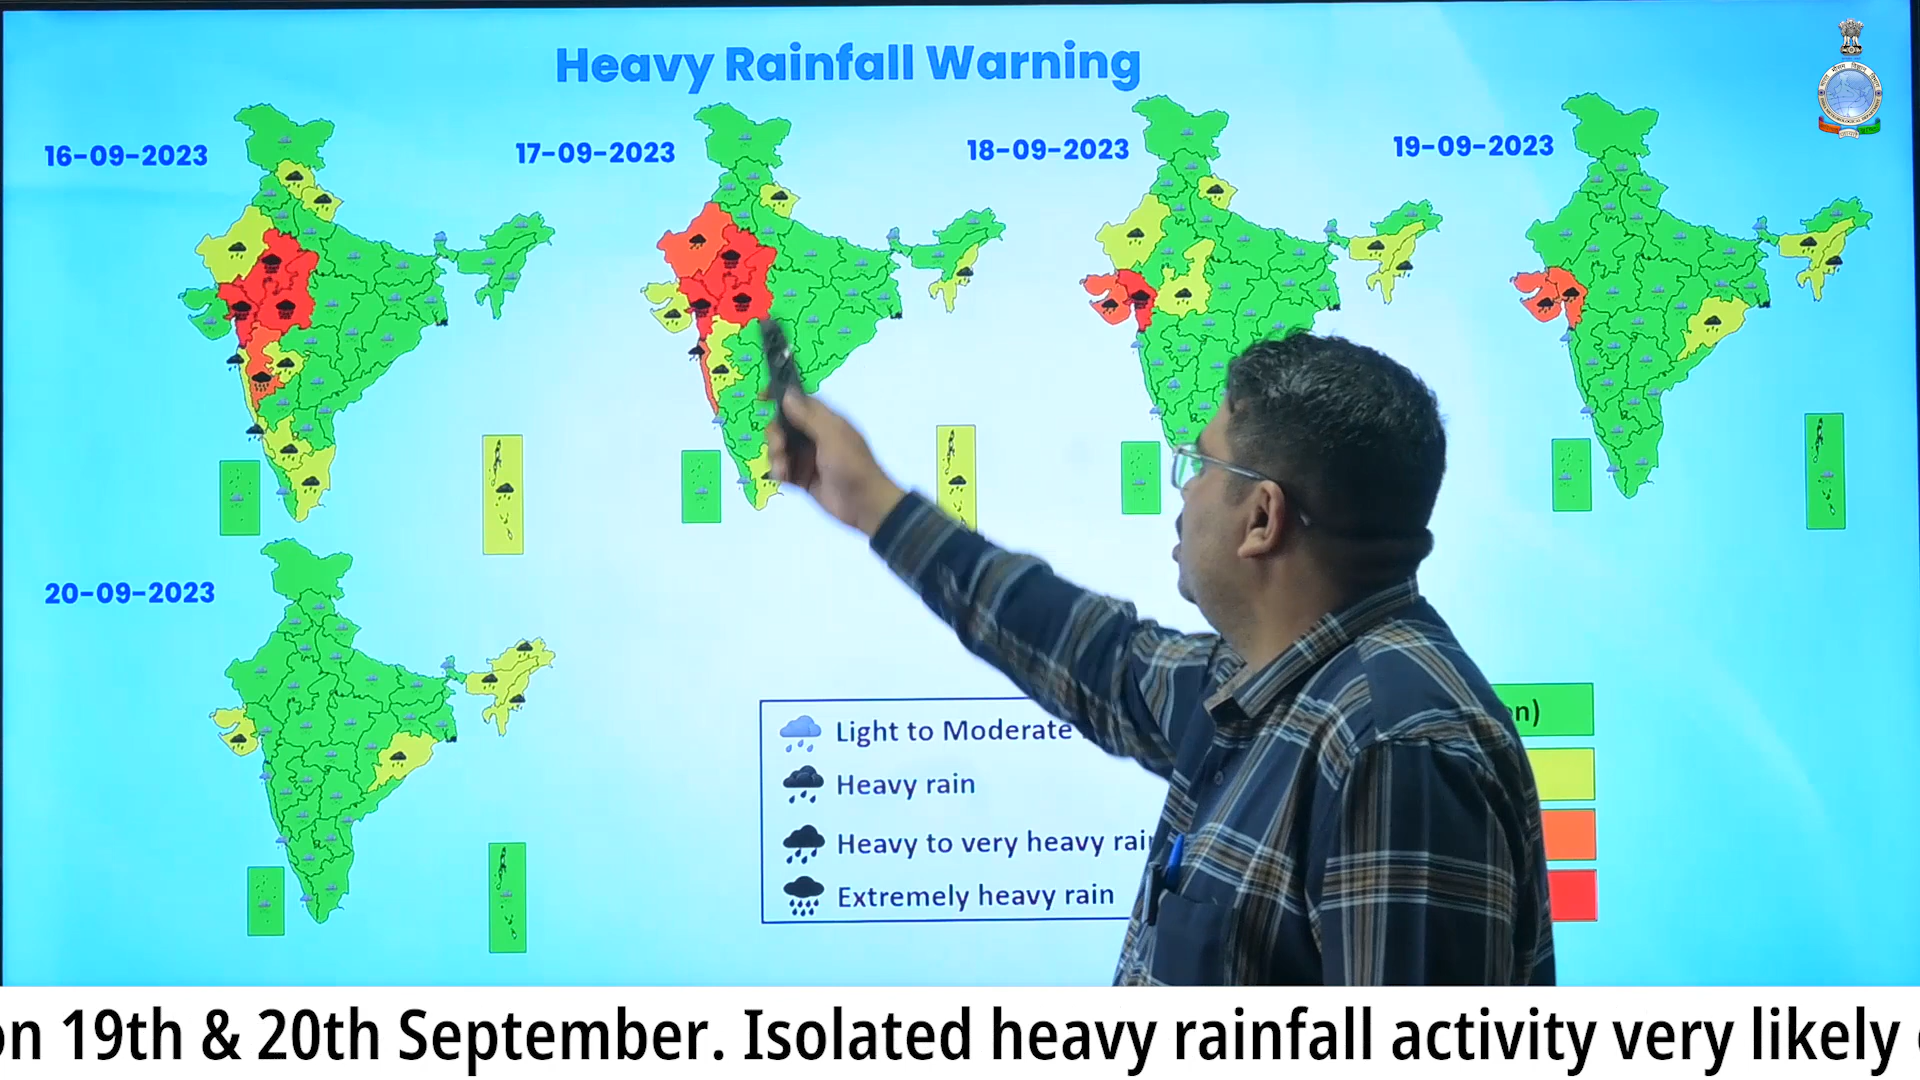 Heavy Rainfall Warning
16-09-2023
17-09-2023
18-09-2023
19-09-2023
20-09-2023
Light to Moderate
Heavy rain
Heavy to very heavy rai
Extremely heavy rain
on)
on 19th & 20th September. Isolated heavy rainfall activity very likely